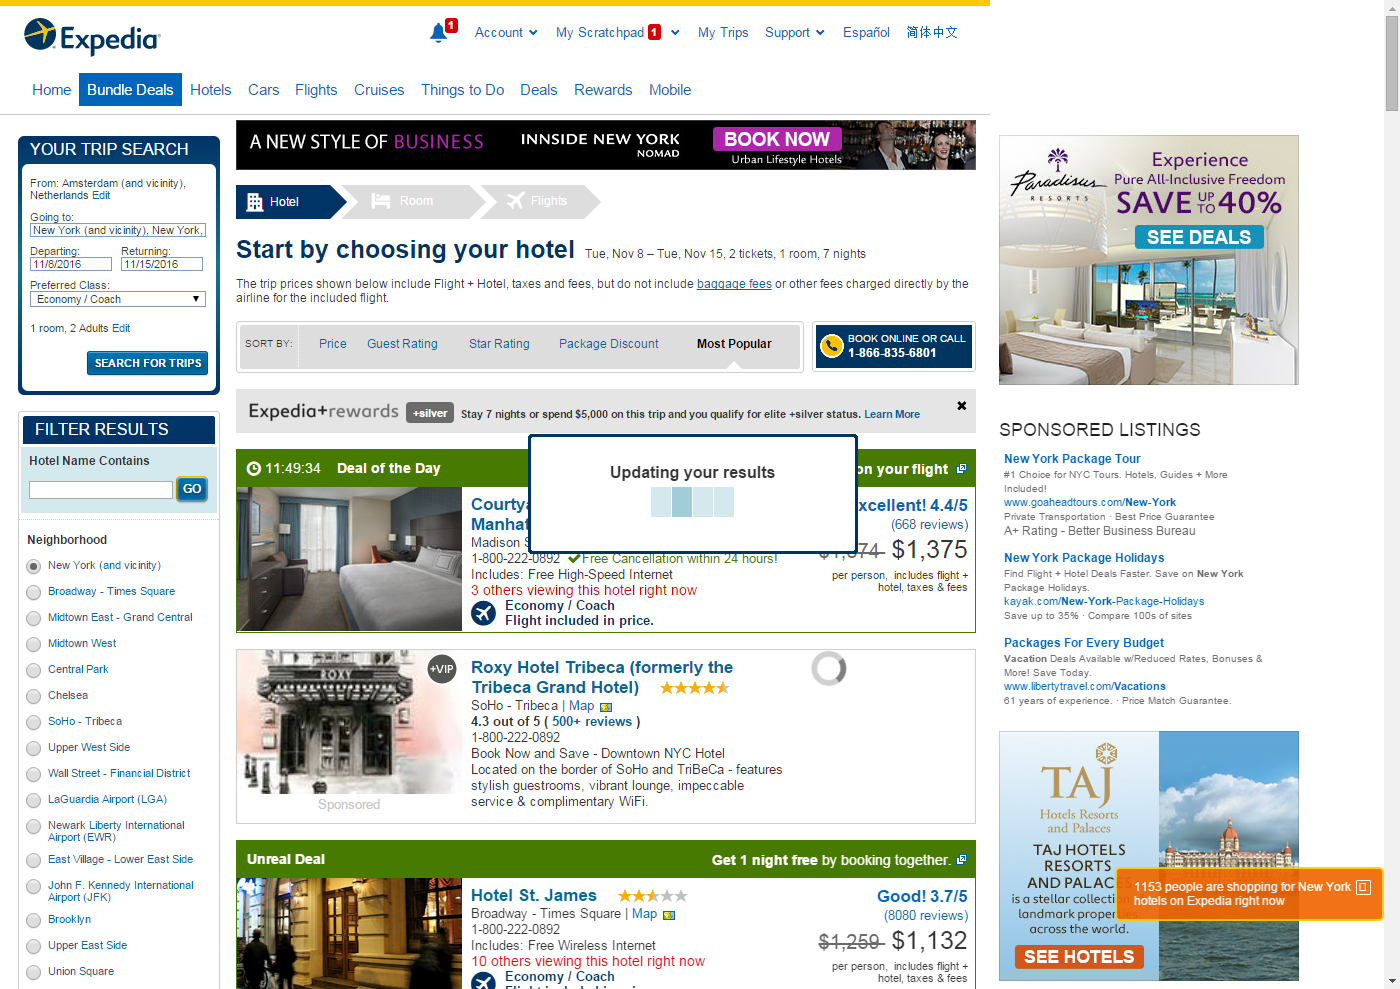 Expedia
1
Account
My Scratchpad 1
My Trips
Support
Español
简体中文
Home
Bundle Deals
Hotels
Cars
Flights
Cruises
Things to Do
Deals
Rewards
Mobile
YOUR TRIP SEARCH
From: Amsterdam (and vicinity),
Netherlands Edit
Going to:
New York (and vicinity), New York,
Departing:
Returning:
11/8/2016
11/15/2016
Preferred Class:
Economy / Coach
1 room, 2 Adults Edit
SEARCH FOR TRIPS
FILTER RESULTS
Hotel Name Contains
GO
Neighborhood
New York (and vicinity)
Broadway - Times Square
Midtown East - Grand Central
Midtown West
Central Park
Chelsea
SoHo - Tribeca
Upper West Side
Wall Street - Financial District
LaGuardia Airport (LGA)
Newark Liberty International
Airport (EWR)
East Village - Lower East Side
John F. Kennedy International
Airport (JFK)
Brooklyn
Upper East Side
Union Square
A NEW STYLE OF BUSINESS
INNSIDE NEW YORK
NOMAD
BOOK NOW
Urban Lifestyle Hotels
Hotel
Room
Flights
Start by choosing your hotel
Tue, Nov 8 – Tue, Nov 15, 2 tickets, 1 room, 7 nights
The trip prices shown below include Flight + Hotel, taxes and fees, but do not include baggage fees or other fees charged directly by the
airline for the included flight.
SORT BY:
Price
Guest Rating
Star Rating
Package Discount
Most Popular
BOOK ONLINE OR CALL
1-866-835-6801
Expedia+rewards +silver Stay 7 nights or spend $5,000 on this trip and you qualify for elite +silver status. Learn More
Updating your results
11:49:34 Deal of the Day
on your flight
Courtya
Manhat
Madison S
1-800-222-0892 Free Cancellation within 24 hours!
Includes: Free High-Speed Internet
3 others viewing this hotel right now
Economy / Coach
Flight included in price.
xcellent! 4.4/5
(668 reviews)
$1,374 $1,375
per person, includes flight +
hotel, taxes & fees
ROXY
+VIP
Sponsored
Roxy Hotel Tribeca (formerly the
Tribeca Grand Hotel)
SoHo - Tribeca | Map
4.3 out of 5 ( 500+ reviews )
1-800-222-0892
Book Now and Save - Downtown NYC Hotel
Located on the border of SoHo and TriBeCa - features
stylish guestrooms, vibrant lounge, impeccable
service & complimentary WiFi.
Unreal Deal
Get 1 night free by booking together.
Hotel St. James
Broadway - Times Square | Map
1-800-222-0892
Includes: Free Wireless Internet
10 others viewing this hotel right now
Economy / Coach
Flight included in price.
Good! 3.7/5
(8080 reviews)
$1,259 $1,132
per person, includes flight +
hotel, taxes & fees
Paradisus
RESORTS
Experience
Pure All-Inclusive Freedom
SAVE UP TO 40%
SEE DEALS
SPONSORED LISTINGS
New York Package Tour
#1 Choice for NYC Tours. Hotels, Guides + More
Included!
www.goaheadtours.com/New-York
Private Transportation · Best Price Guarantee
A+ Rating - Better Business Bureau
New York Package Holidays
Find Flight + Hotel Deals Faster. Save on New York
Package Holidays.
kayak.com/New-York-Package-Holidays
Save up to 35% · Compare 100s of sites
Packages For Every Budget
Vacation Deals Available w/Reduced Rates, Bonuses &
More! Save Today.
www.libertytravel.com/Vacations
61 years of experience. · Price Match Guarantee.
TAJ
Hotels Resorts
and Palaces
TAJ HOTELS
RESORTS
AND PALACES
is a stellar collection
landmark properties
across the world.
SEE HOTELS
1153 people are shopping for New York
hotels on Expedia right now